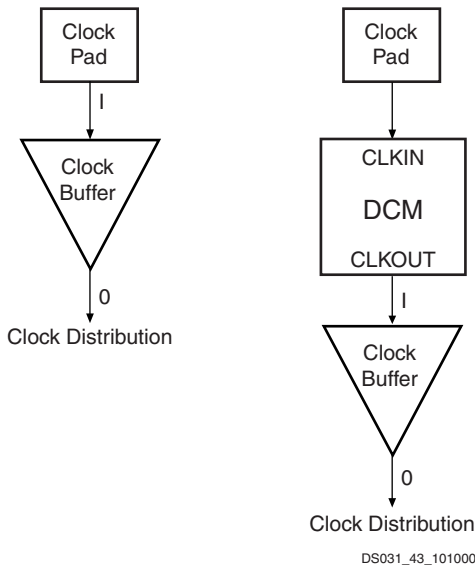 Clock
Pad
I
Clock
Buffer
0
Clock Distribution
Clock
Pad
CLKIN
DCM
CLKOUT
I
Clock
Buffer
0
Clock Distribution
DS031_43_101000